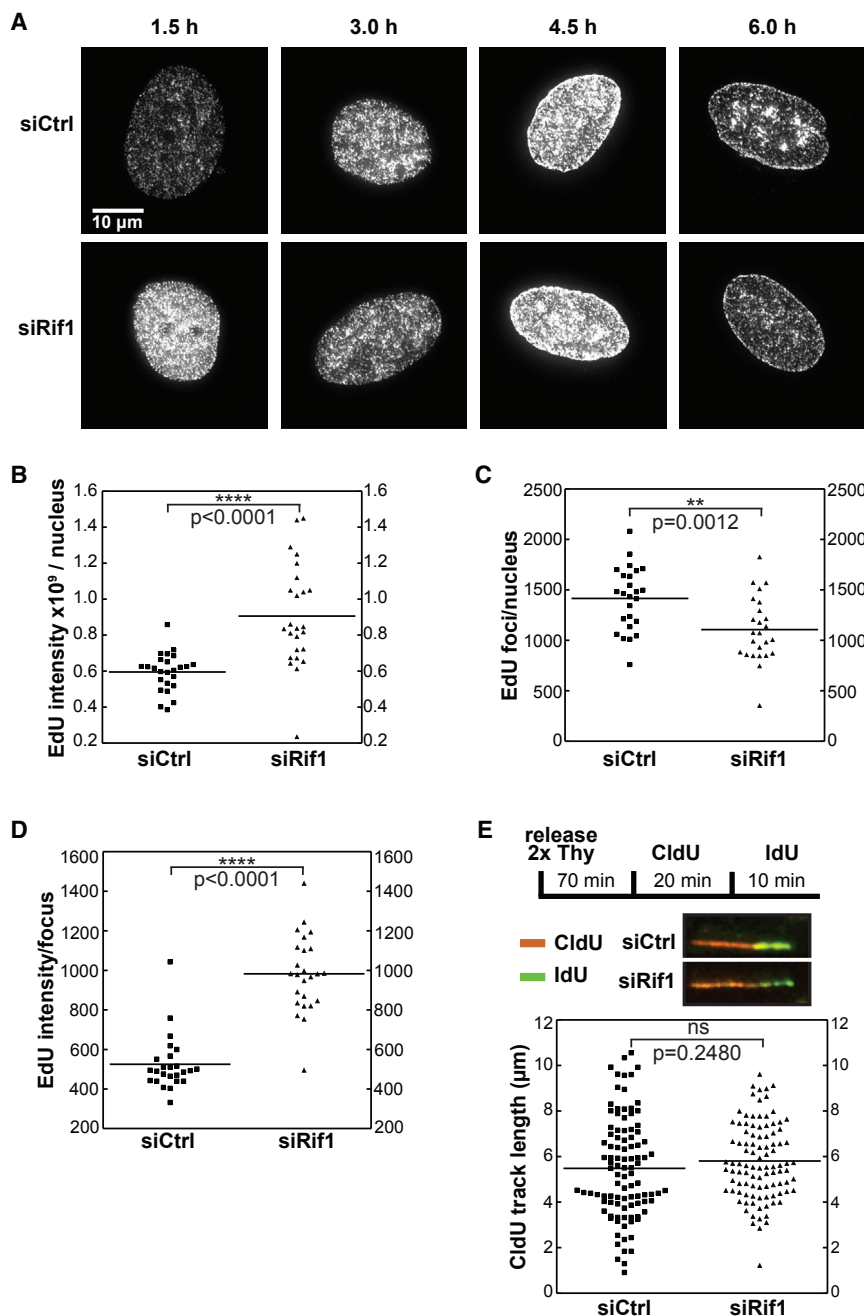 A
1.5 h 3.0 h 4.5 h 6.0 h
siCtrl
10 μm
siRif1
B
EdU intensity x10⁹ / nucleus
1.6 1.6
1.4 1.4
1.2 1.2
1.0 1.0
0.8 0.8
0.6 0.6
0.4 0.4
0.2 0.2
****
p<0.0001
siCtrl siRif1
C
EdU foci/nucleus
2500 2500
2000 2000
1500 1500
1000 1000
500 500
0 0
**
p=0.0012
siCtrl siRif1
D
EdU intensity/focus
1600 1600
1400 1400
1200 1200
1000 1000
800 800
600 600
400 400
200 200
****
p<0.0001
siCtrl siRif1
E
release
2x Thy CldU IdU
70 min 20 min 10 min
CldU siCtrl
IdU siRif1
CldU track length (μm)
12 12
10 10
8 8
6 6
4 4
2 2
0 0
ns
p=0.2480
siCtrl siRif1